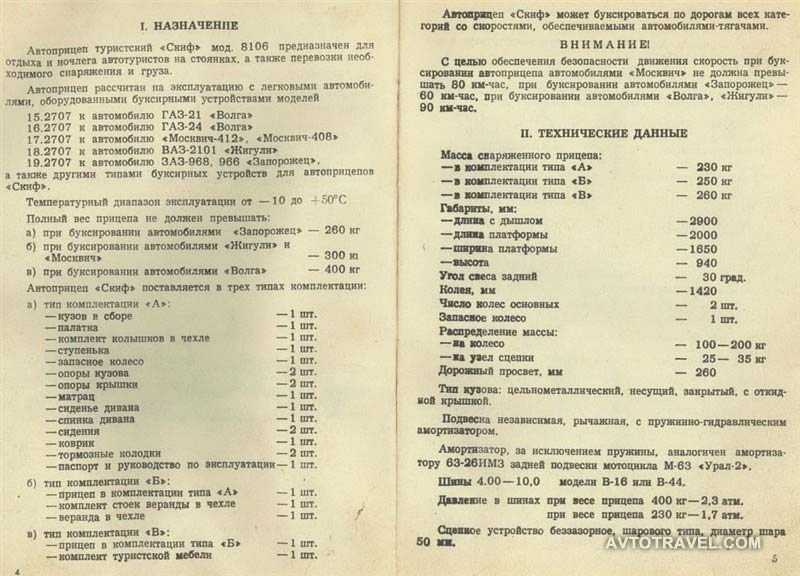 I. НАЗНАЧЕНИЕ
Автоприцеп туристский «Скиф» мод. 8106 предназначен для
отдыха и ночлега автотуристов на стоянках, а также перевозки необ-
ходимого снаряжения и груза.
Автоприцеп рассчитан на эксплуатацию с легковыми автомоби-
лями, оборудованными буксирными устройствами моделей
15.2707 к автомобилю ГАЗ-21 «Волга»
16.2707 к автомобилю ГАЗ-24 «Волга»
17.2707 к автомобилю «Москвич-412», «Москвич-408»
18.2707 к автомобилю ВАЗ-2101 «Жигули»
19.2707 к автомобилю ЗАЗ-968, 966 «Запорожец»,
а также другими типами буксирных устройств для автоприцепов
«Скиф».
Температурный диапазон эксплуатации от —10 до +50°С
Полный вес прицепа не должен превышать:
а) при буксировании автомобилями «Запорожец» — 260 кг
б) при буксировании автомобилями «Жигули» и
«Москвич» — 300 кг
в) при буксировании автомобилями «Волга» — 400 кг
Автоприцеп «Скиф» поставляется в трех типах комплектации:
а) тип комплектации «А»:
—кузов в сборе —1 шт.
—палатка —1 шт.
—комплект колышков в чехле —1 шт.
—ступенька —1 шт.
—запасное колесо —1 шт.
—опоры кузова —2 шт.
—опоры крышки —2 шт.
—матрац —1 шт.
—сиденье дивана —1 шт.
—спинка дивана —1 шт.
—сидения —2 шт.
—коврик —1 шт.
—тормозные колодки —2 шт.
—паспорт и руководство по эксплуатации—1 шт.
б) тип комплектации «Б»:
—прицеп в комплектации типа «А» —1 шт.
—комплект стоек веранды в чехле —1 шт.
—веранда в чехле —1 шт.
в) тип комплектации «В»:
—прицеп в комплектации типа «Б» —1 шт.
—комплект туристской мебели —1 шт.
4
Автоприцеп «Скиф» может буксироваться по дорогам всех кате-
горий со скоростями, обеспечиваемыми автомобилями-тягачами.
ВНИМАНИЕ!
С целью обеспечения безопасности движения скорость при бук-
сировании автоприцепа автомобилями «Москвич» не должна превы-
шать 80 км-час, при буксировании автомобилями «Запорожец»—
60 км-час, при буксировании автомобилями «Волга», «Жигули»—
90 км-час.
II. ТЕХНИЧЕСКИЕ ДАННЫЕ
Масса снаряженного прицепа:
—в комплектации типа «А» — 230 кг
—в комплектации типа «Б» — 250 кг
—в комплектации типа «В» — 260 кг
Габариты, мм:
—длина с дышлом —2900
—длина платформы —2000
—ширина платформы —1650
—высота — 940
Угол свеса задний — 30 град.
Колея, мм —1420
Число колес основных — 2 шт.
Запасное колесо — 1 шт.
Распределение массы:
—на колесо — 100—200 кг
—на узел сцепки — 25— 35 кг
Дорожный просвет, мм — 260
Тип кузова: цельнометаллический, несущий, закрытый, с откид-
ной крышкой.
Подвеска независимая, рычажная, с пружинно-гидравлическим
амортизатором.
Амортизатор, за исключением пружины, аналогичен амортиза-
тору 63-26ИМЗ задней подвески мотоцикла М-63 «Урал-2».
Шины 4.00—10,0 модели В-16 или В-44.
Давление в шинах при весе прицепа 400 кг—2,3 атм.
при весе прицепа 230 кг—1,7 атм.
Сцепное устройство беззазорное, шарового типа, диаметр шара
50 мм.
5
AVTOTRAVEL.COM